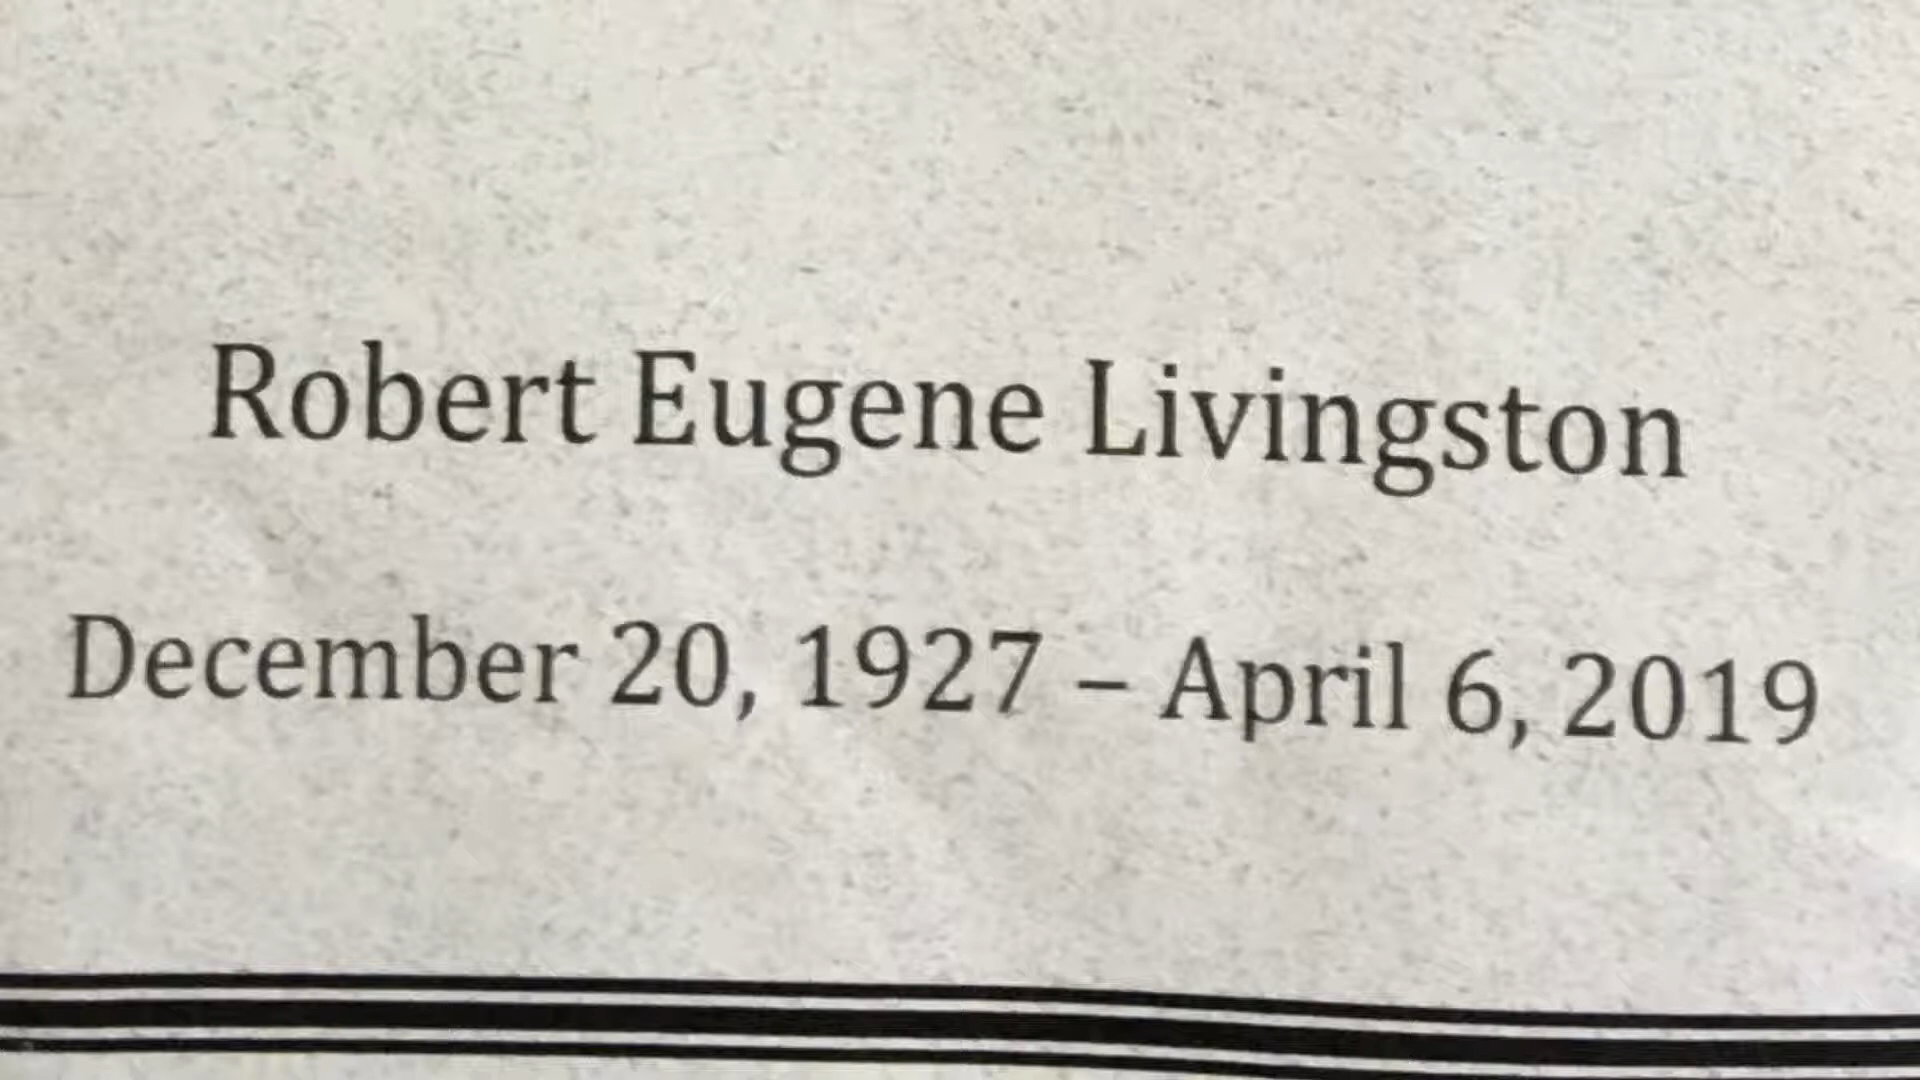 Robert Eugene Livingston
December 20, 1927 – April 6, 2019